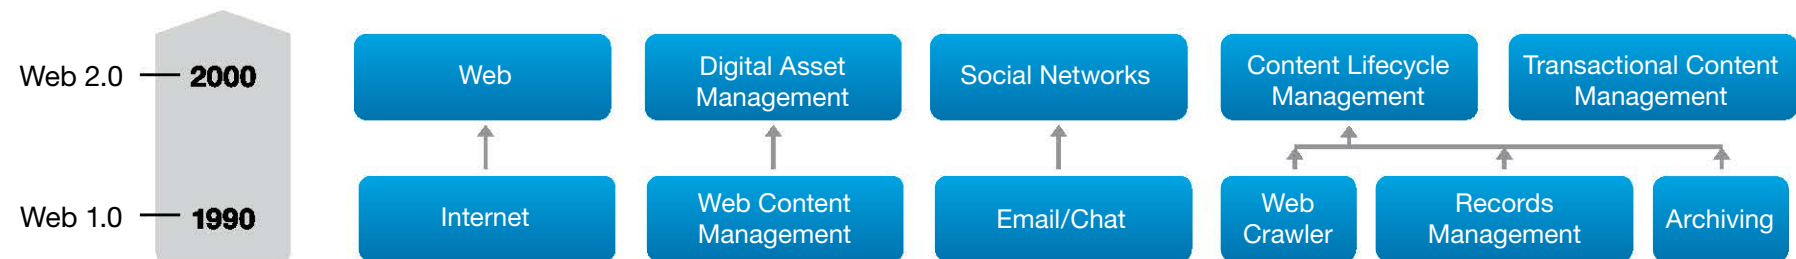 Web 2.0
2000
Web
Digital Asset
Management
Social Networks
Content Lifecycle
Management
Transactional Content
Management
Web 1.0
1990
Internet
Web Content
Management
Email/Chat
Web
Crawler
Records
Management
Archiving